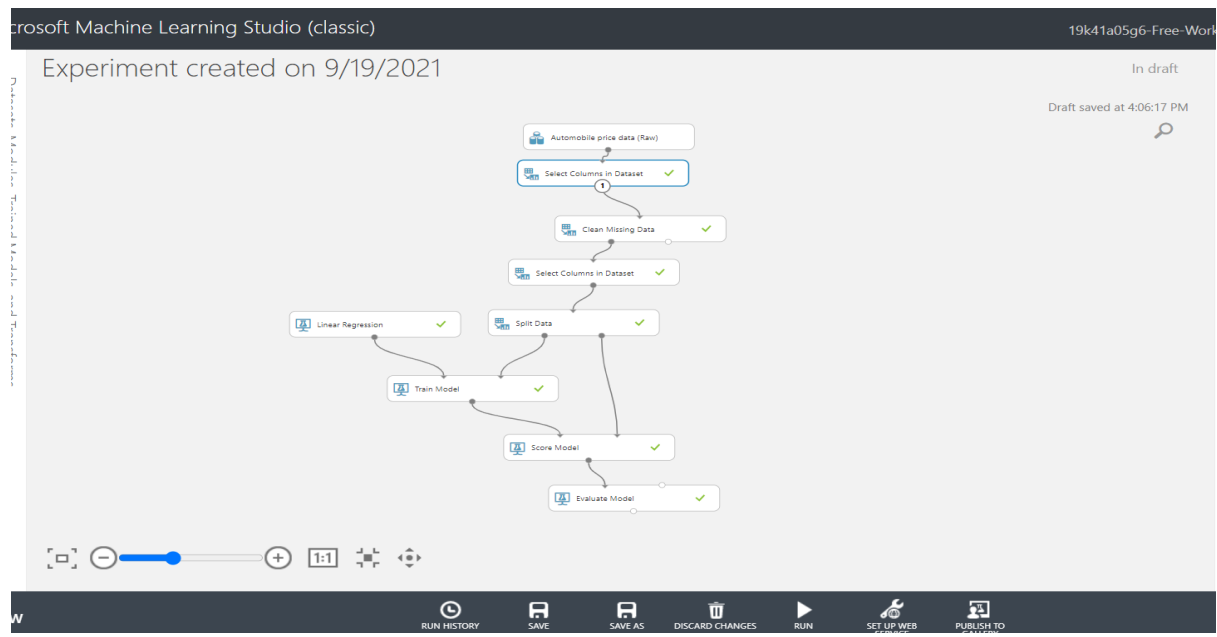 crosoft Machine Learning Studio (classic)
19k41a05g6-Free-Work
Experiment created on 9/19/2021
In draft
Draft saved at 4:06:17 PM
Automobile price data (Raw)
Select Columns in Dataset
1
Clean Missing Data
Select Columns in Dataset
Linear Regression
Split Data
Train Model
Score Model
Evaluate Model
1:1
W
RUN HISTORY
SAVE
SAVE AS
DISCARD CHANGES
RUN
SET UP WEB
SERVICE
PUBLISH TO
GALLERY